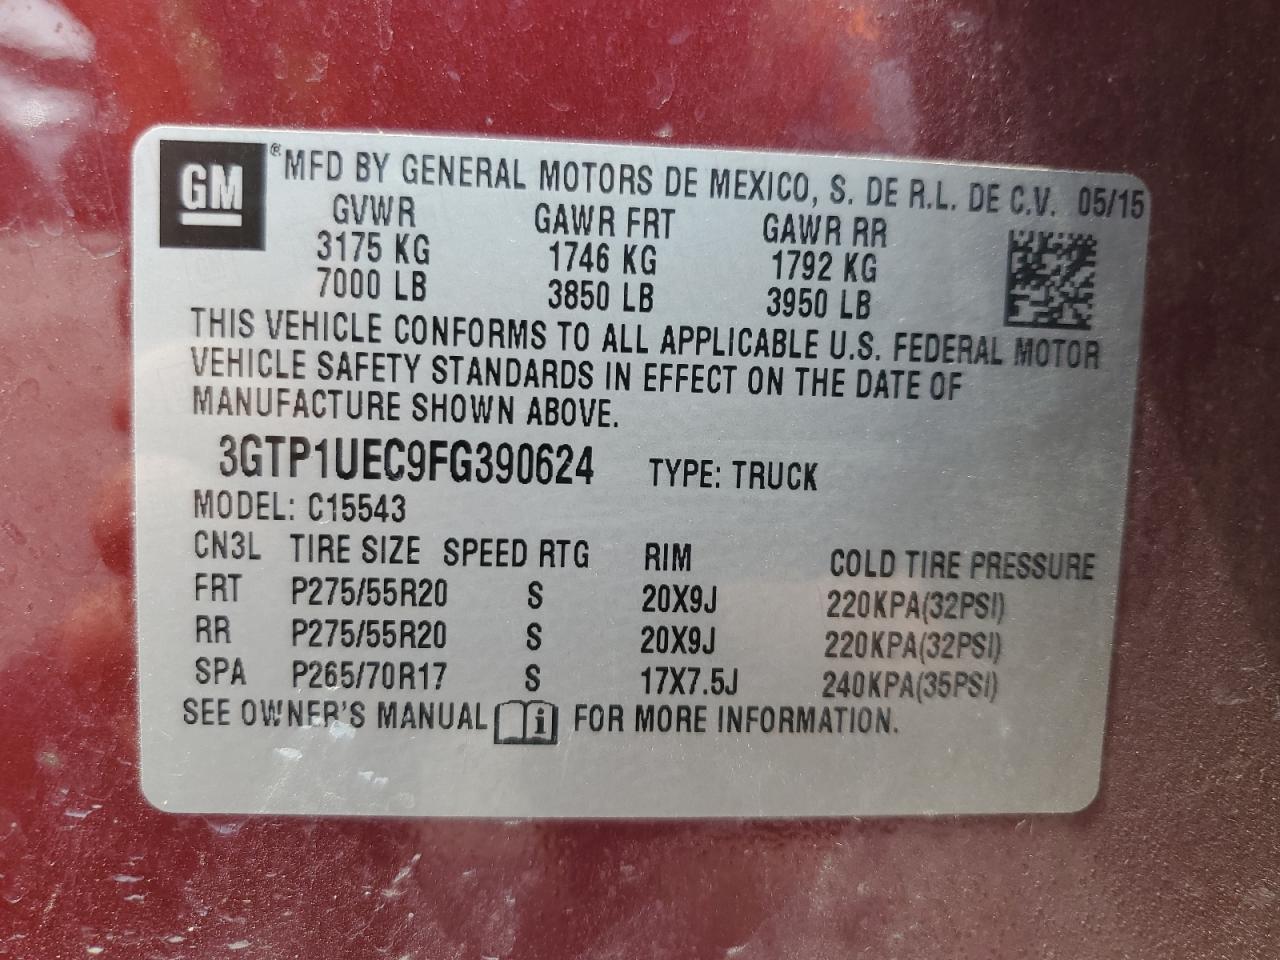 GM ® MFD BY GENERAL MOTORS DE MEXICO, S. DE R.L. DE C.V. 05/15
GVWR GAWR FRT GAWR RR
3175 KG 1746 KG 1792 KG
7000 LB 3850 LB 3950 LB
THIS VEHICLE CONFORMS TO ALL APPLICABLE U.S. FEDERAL MOTOR
VEHICLE SAFETY STANDARDS IN EFFECT ON THE DATE OF
MANUFACTURE SHOWN ABOVE.
3GTP1UEC9FG390624 TYPE: TRUCK
MODEL: C15543
CN3L TIRE SIZE SPEED RTG RIM COLD TIRE PRESSURE
FRT P275/55R20 S 20X9J 220KPA(32PSI)
RR P275/55R20 S 20X9J 220KPA(32PSI)
SPA P265/70R17 S 17X7.5J 240KPA(35PSI)
SEE OWNER'S MANUAL i FOR MORE INFORMATION.